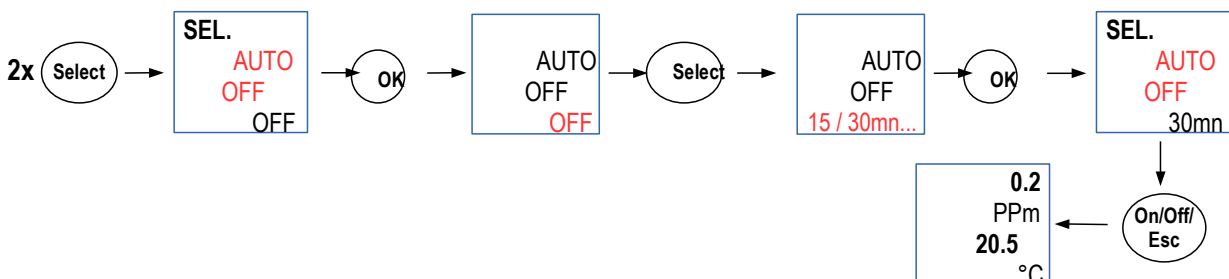 2x
Select
SEL.
AUTO
OFF
OFF
OK
AUTO
OFF
OFF
Select
AUTO
OFF
15 / 30mn...
OK
SEL.
AUTO
OFF
30mn
On/Off/
Esc
0.2
PPm
20.5
°C